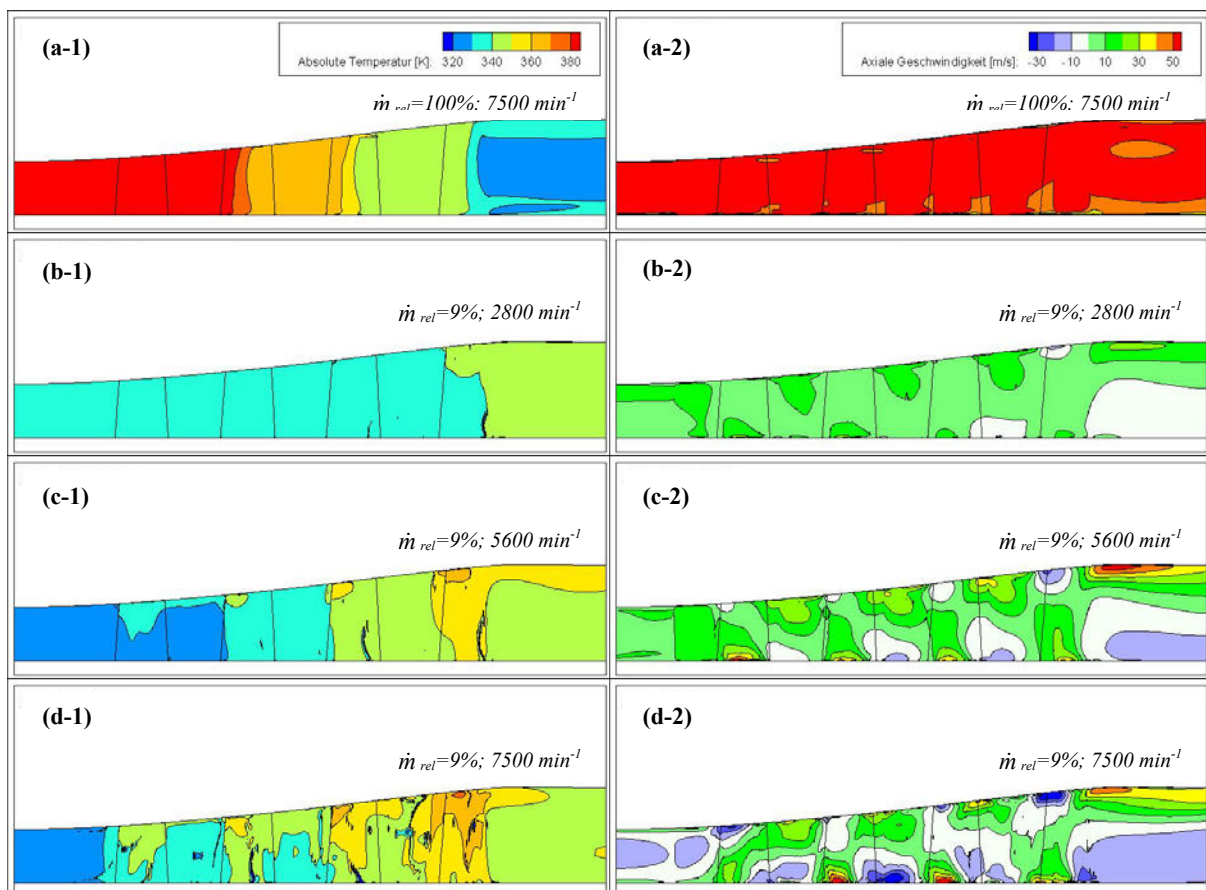 (a-1)
Absolute Temperatur [K]: 320 340 360 380
ṁ rel=100%: 7500 min-1
(a-2)
Axiale Geschwindigkeit [m/s]: -30 -10 10 30 50
ṁ rel=100%: 7500 min-1
(b-1)
ṁ rel=9%; 2800 min-1
(b-2)
ṁ rel=9%; 2800 min-1
(c-1)
ṁ rel=9%; 5600 min-1
(c-2)
ṁ rel=9%; 5600 min-1
(d-1)
ṁ rel=9%; 7500 min-1
(d-2)
ṁ rel=9%; 7500 min-1